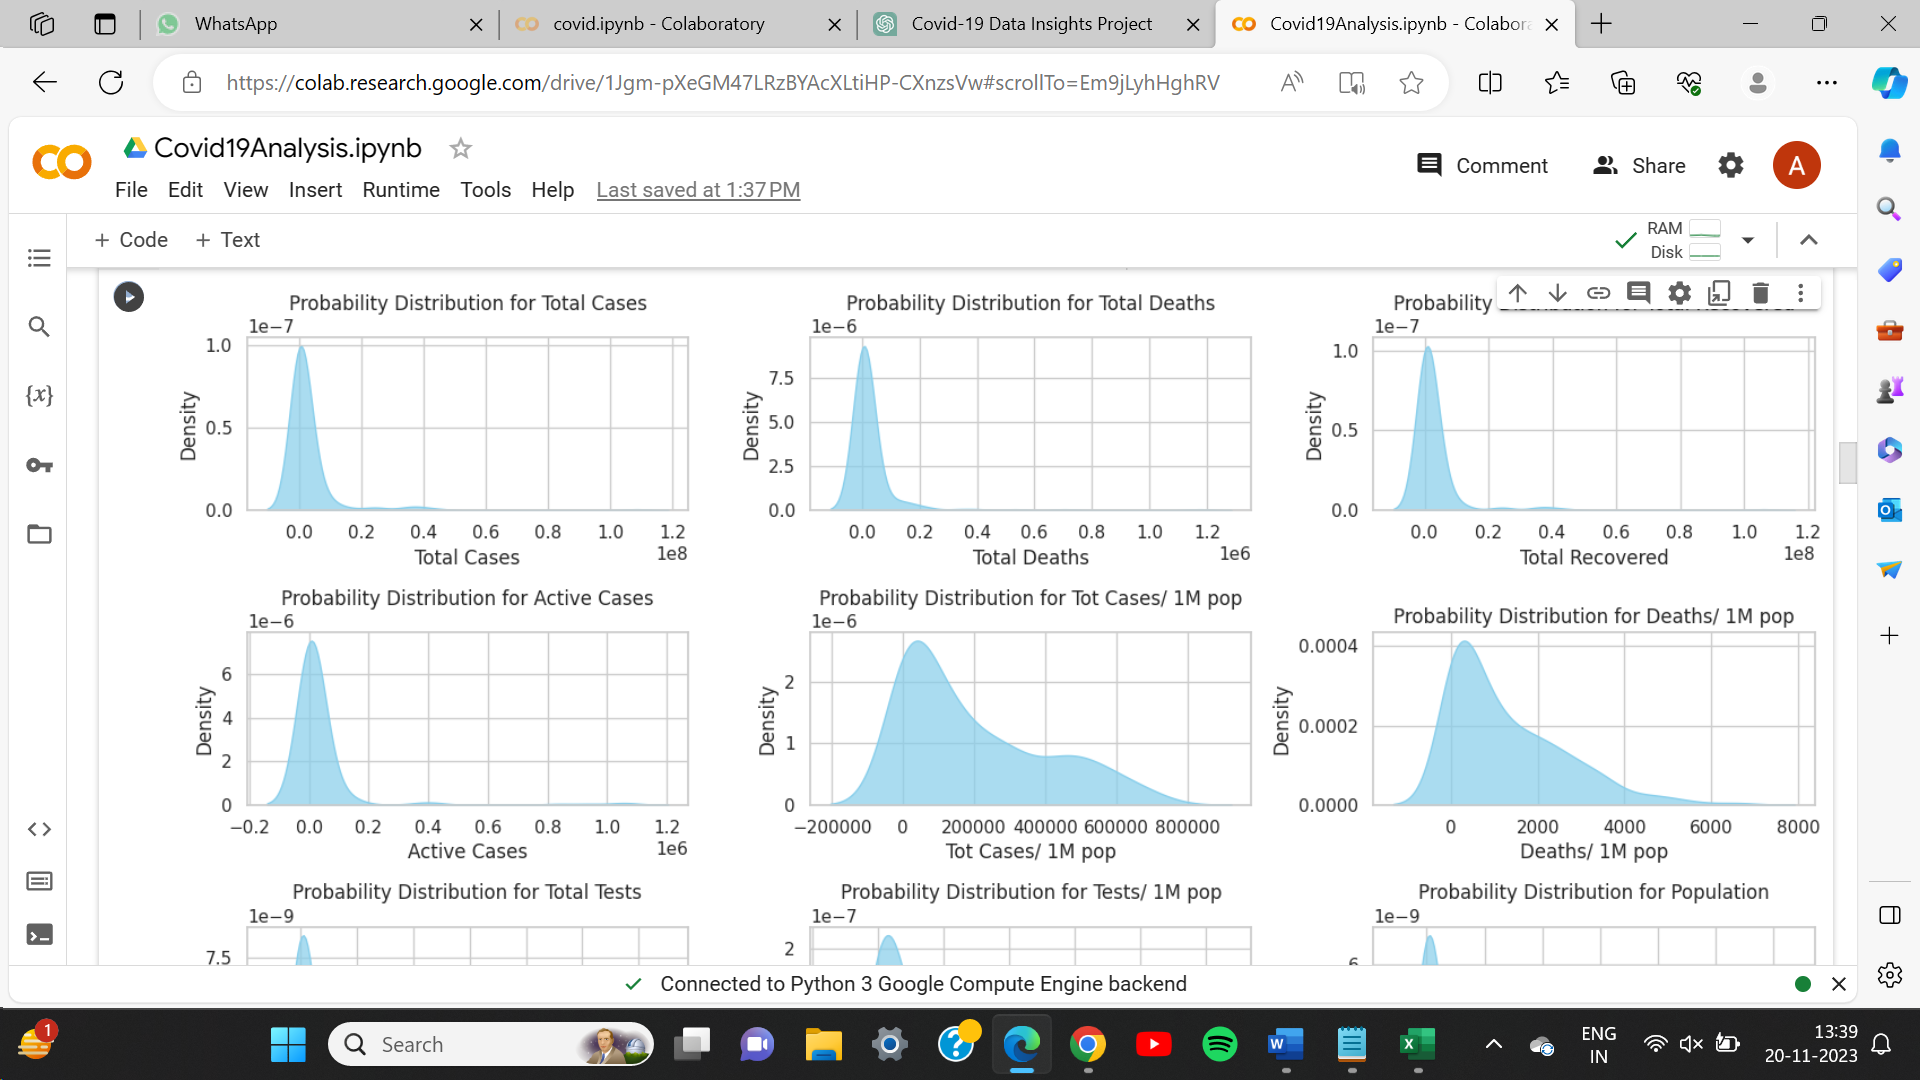 WhatsApp
covid.ipynb - Colaboratory
Covid-19 Data Insights Project
Covid19Analysis.ipynb - Colabora
https://colab.research.google.com/drive/1Jgm-pXeGM47LRzBYAcXLtiHP-CXnzsVw#scrollTo=Em9jLyhHghRV
Covid19Analysis.ipynb
Comment
Share
A
File Edit View Insert Runtime Tools Help Last saved at 1:37 PM
+ Code + Text
RAM
Disk
Probability Distribution for Total Cases
1e−7
1.0
0.5
0.0
Density
0.0 0.2 0.4 0.6 0.8 1.0 1.2
Total Cases
1e8
Probability Distribution for Total Deaths
1e−6
7.5
5.0
2.5
0.0
Density
0.0 0.2 0.4 0.6 0.8 1.0 1.2
Total Deaths
1e6
Probability
1e−7
1.0
0.5
0.0
Density
0.0 0.2 0.4 0.6 0.8 1.0 1.2
Total Recovered
1e8
Probability Distribution for Active Cases
1e−6
6
4
2
0
Density
−0.2 0.0 0.2 0.4 0.6 0.8 1.0 1.2
Active Cases
1e6
Probability Distribution for Tot Cases/ 1M pop
1e−6
2
1
0
Density
−200000 0 200000 400000 600000 800000
Tot Cases/ 1M pop
Probability Distribution for Deaths/ 1M pop
0.0004
0.0002
0.0000
Density
0 2000 4000 6000 8000
Deaths/ 1M pop
Probability Distribution for Total Tests
1e−9
7.5
Probability Distribution for Tests/ 1M pop
1e−7
2
Probability Distribution for Population
1e−9
6
Connected to Python 3 Google Compute Engine backend
1
Search
ENG
IN
13:39
20-11-2023